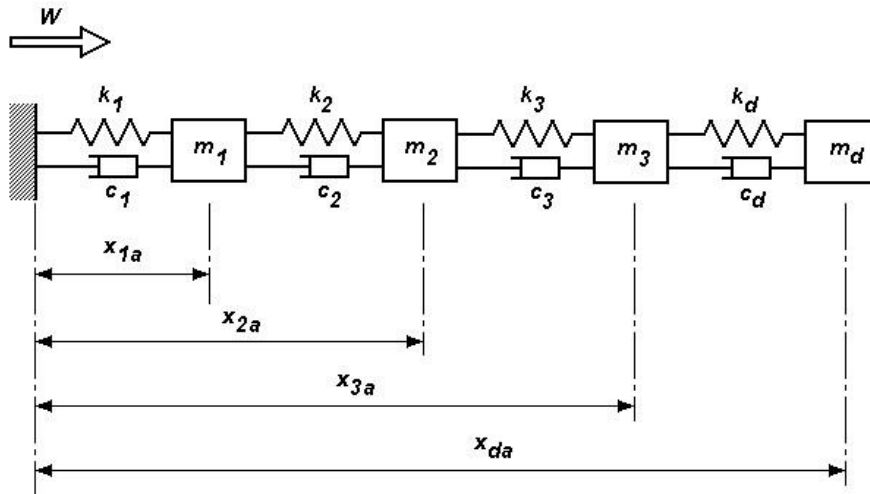 W
k1 k2 k3 kd
m1 m2 m3 md
c1 c2 c3 cd
x1a
x2a
x3a
xda